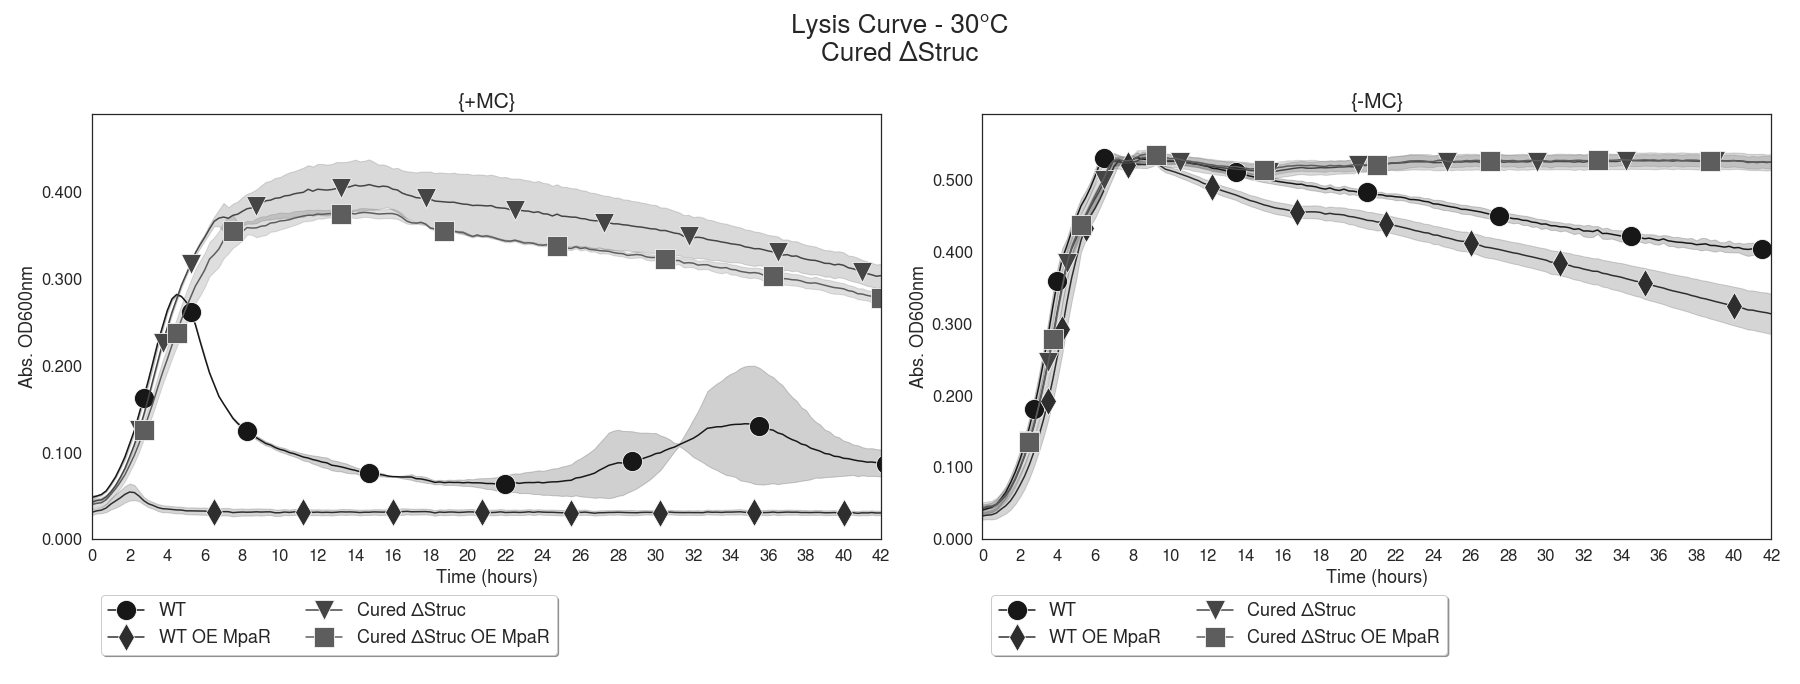 Lysis Curve - 30°C
Cured ΔStruc
{+MC}
Abs. OD600nm
0.400
0.300
0.200
0.100
0.000
0 2 4 6 8 10 12 14 16 18 20 22 24 26 28 30 32 34 36 38 40 42
Time (hours)
WT
WT OE MpaR
Cured ΔStruc
Cured ΔStruc OE MpaR
{-MC}
Abs. OD600nm
0.500
0.400
0.300
0.200
0.100
0.000
0 2 4 6 8 10 12 14 16 18 20 22 24 26 28 30 32 34 36 38 40 42
Time (hours)
WT
WT OE MpaR
Cured ΔStruc
Cured ΔStruc OE MpaR